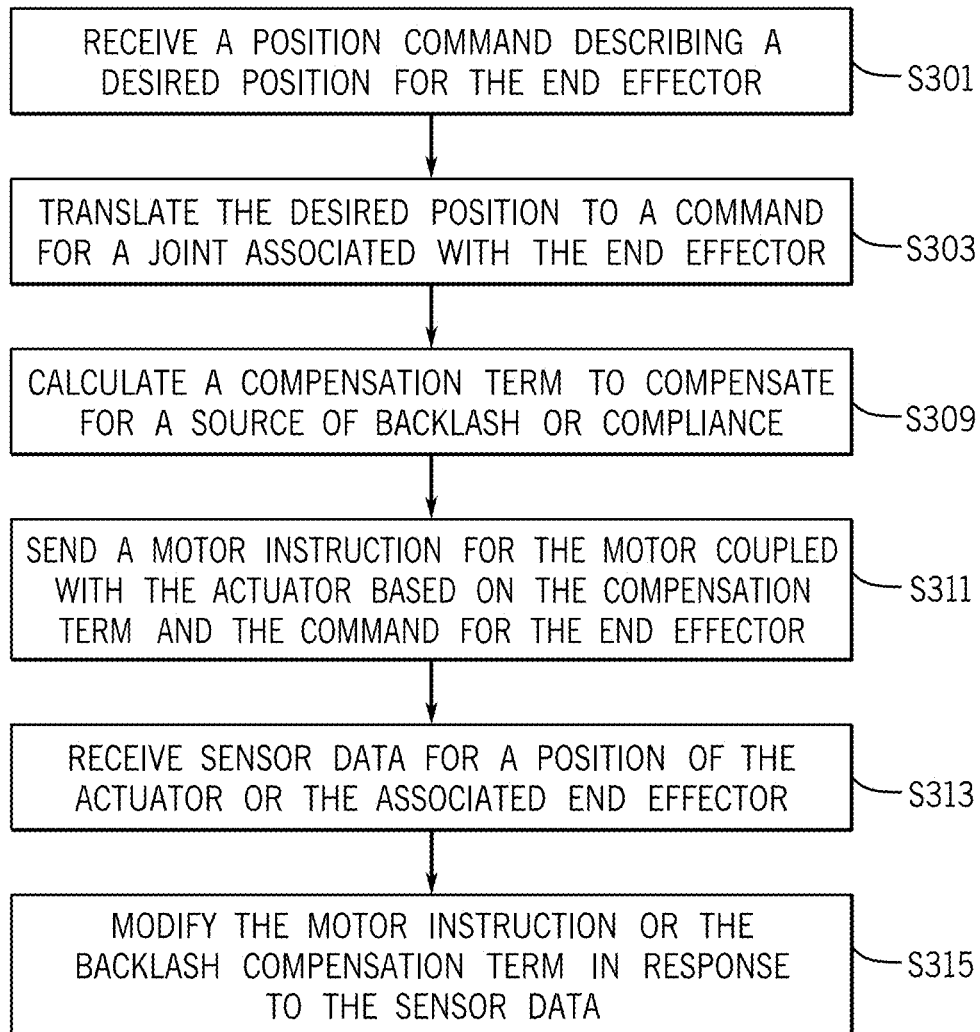 RECEIVE A POSITION COMMAND DESCRIBING A
DESIRED POSITION FOR THE END EFFECTOR
S301
TRANSLATE THE DESIRED POSITION TO A COMMAND
FOR A JOINT ASSOCIATED WITH THE END EFFECTOR
S303
CALCULATE A COMPENSATION TERM TO COMPENSATE
FOR A SOURCE OF BACKLASH OR COMPLIANCE
S309
SEND A MOTOR INSTRUCTION FOR THE MOTOR COUPLED
WITH THE ACTUATOR BASED ON THE COMPENSATION
TERM AND THE COMMAND FOR THE END EFFECTOR
S311
RECEIVE SENSOR DATA FOR A POSITION OF THE
ACTUATOR OR THE ASSOCIATED END EFFECTOR
S313
MODIFY THE MOTOR INSTRUCTION OR THE
BACKLASH COMPENSATION TERM IN RESPONSE
TO THE SENSOR DATA
S315